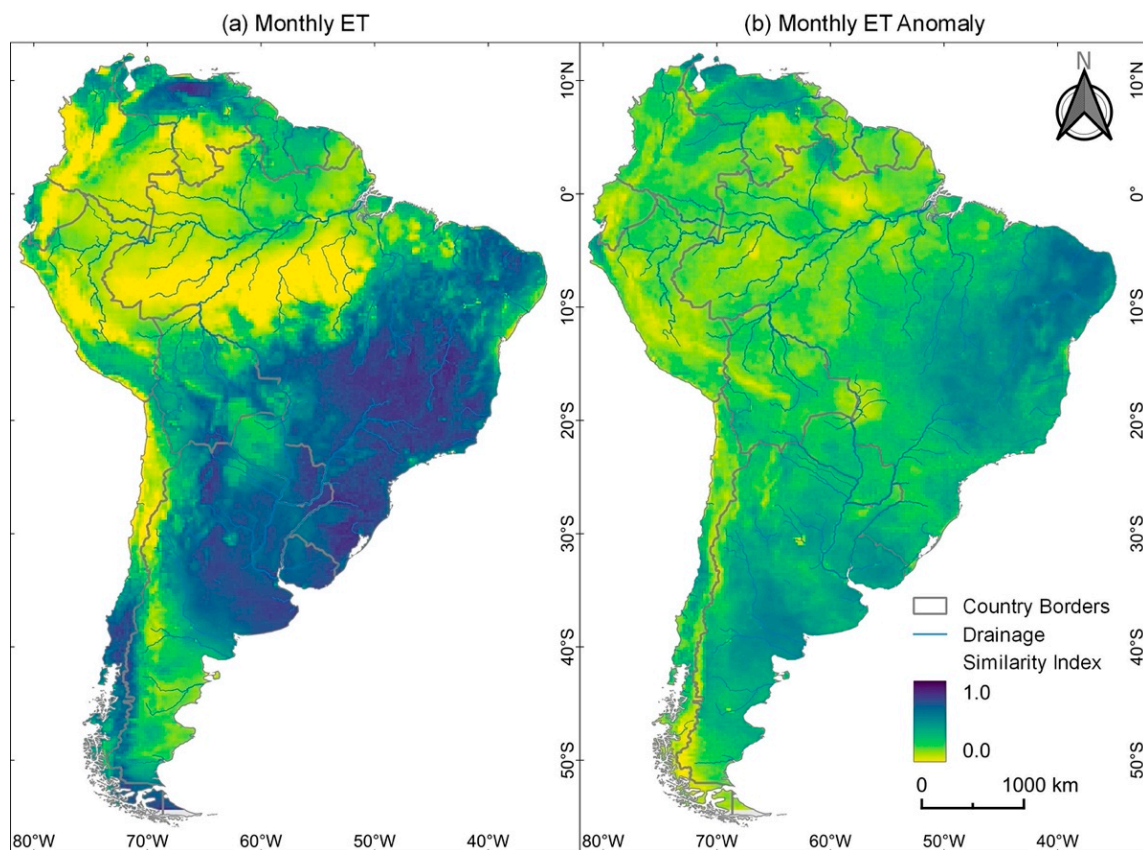 (a) Monthly ET
(b) Monthly ET Anomaly
N
10°N
0°
10°S
20°S
30°S
40°S
50°S
10°N
0°
10°S
20°S
30°S
40°S
50°S
Country Borders
Drainage
Similarity Index
1.0
0.0
0 1000 km
80°W 70°W 60°W 50°W 40°W
80°W 70°W 60°W 50°W 40°W